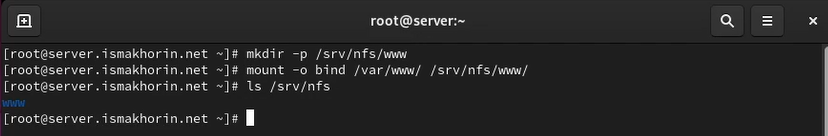 root@server:~
[root@server.ismakhorin.net ~]# mkdir -p /srv/nfs/www
[root@server.ismakhorin.net ~]# mount -o bind /var/www/ /srv/nfs/www/
[root@server.ismakhorin.net ~]# ls /srv/nfs
www
[root@server.ismakhorin.net ~]#